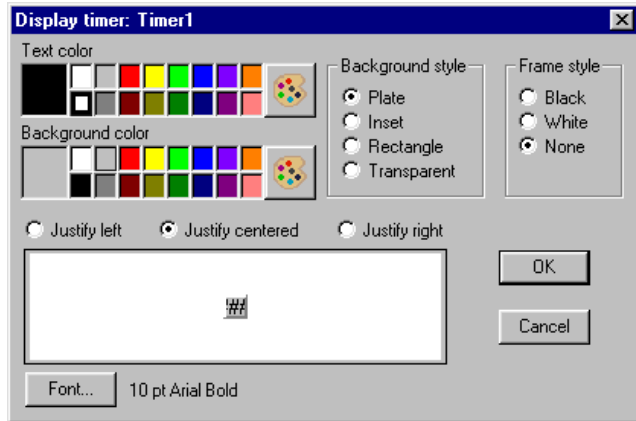 Display timer: Timer1
Text color
Background color
Background style
Plate
Inset
Rectangle
Transparent
Frame style
Black
White
None
Justify left
Justify centered
Justify right
##
OK
Cancel
Font...
10 pt Arial Bold